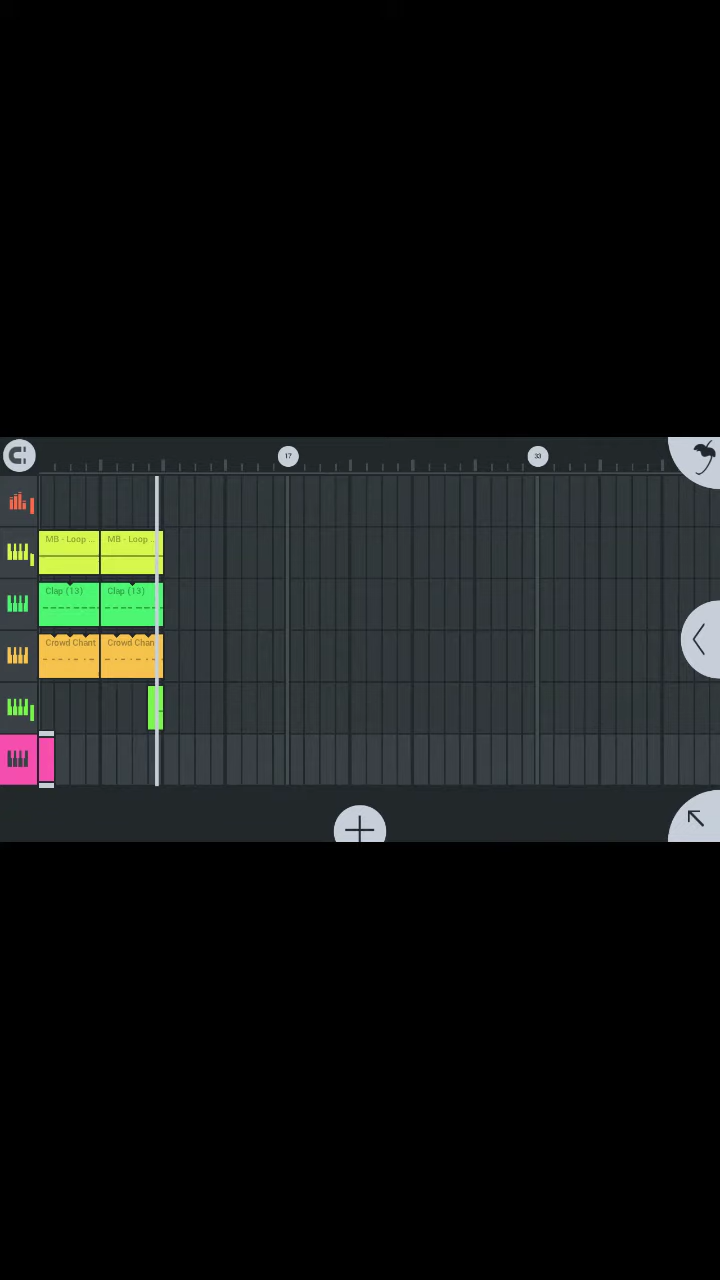 17 33
MB - Loop ... MB - Loop ...
Clap (13) Clap (13)
Crowd Chant Crowd Chan